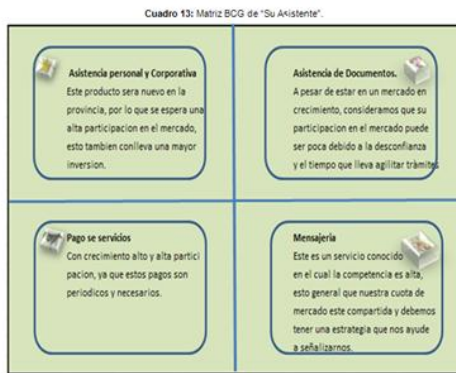 Cuadro 13: Matriz BCG de "Su Asistente".
Asistencia personal y Corporativa
Este producto sera nuevo en la
provincia, por lo que se espera una
alta participacion en el mercado,
esto tambien conlleva una mayor
inversion.
Asistencia de Documentos.
A pesar de estar en un mercado en
crecimiento, consideramos que su
participacion en el mercado puede
ser poca debido a la desconfianza
y el tiempo que lleva agilitar tràmites
Pago se servicios
Con crecimiento alto y alta partici
pacion, ya que estos pagos son
periodicos y necesarios.
Mensajeria
Este es un servicio conocido
en el cual la competencia es alta,
esto general que nuestra cuota de
mercado este compartida y debemos
tener una estrategia que nos ayude
a señalizarnos.